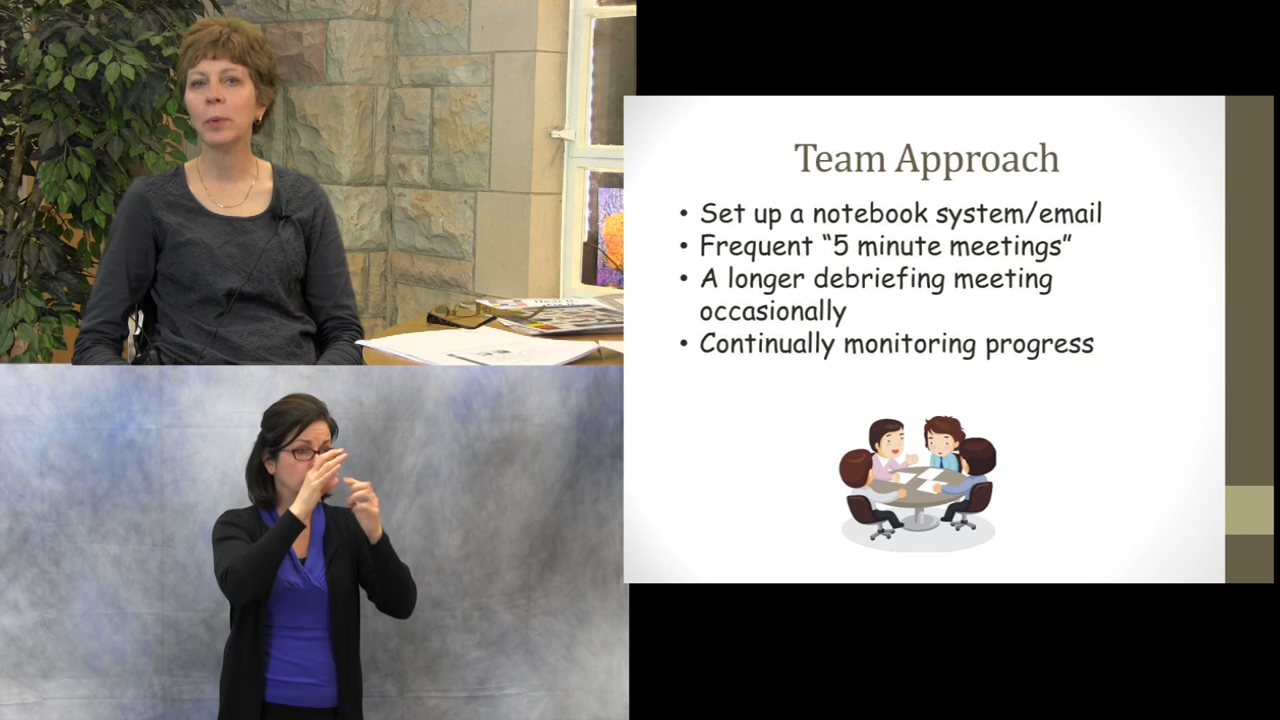 Team Approach
• Set up a notebook system/email
• Frequent “5 minute meetings”
• A longer debriefing meeting
occasionally
• Continually monitoring progress